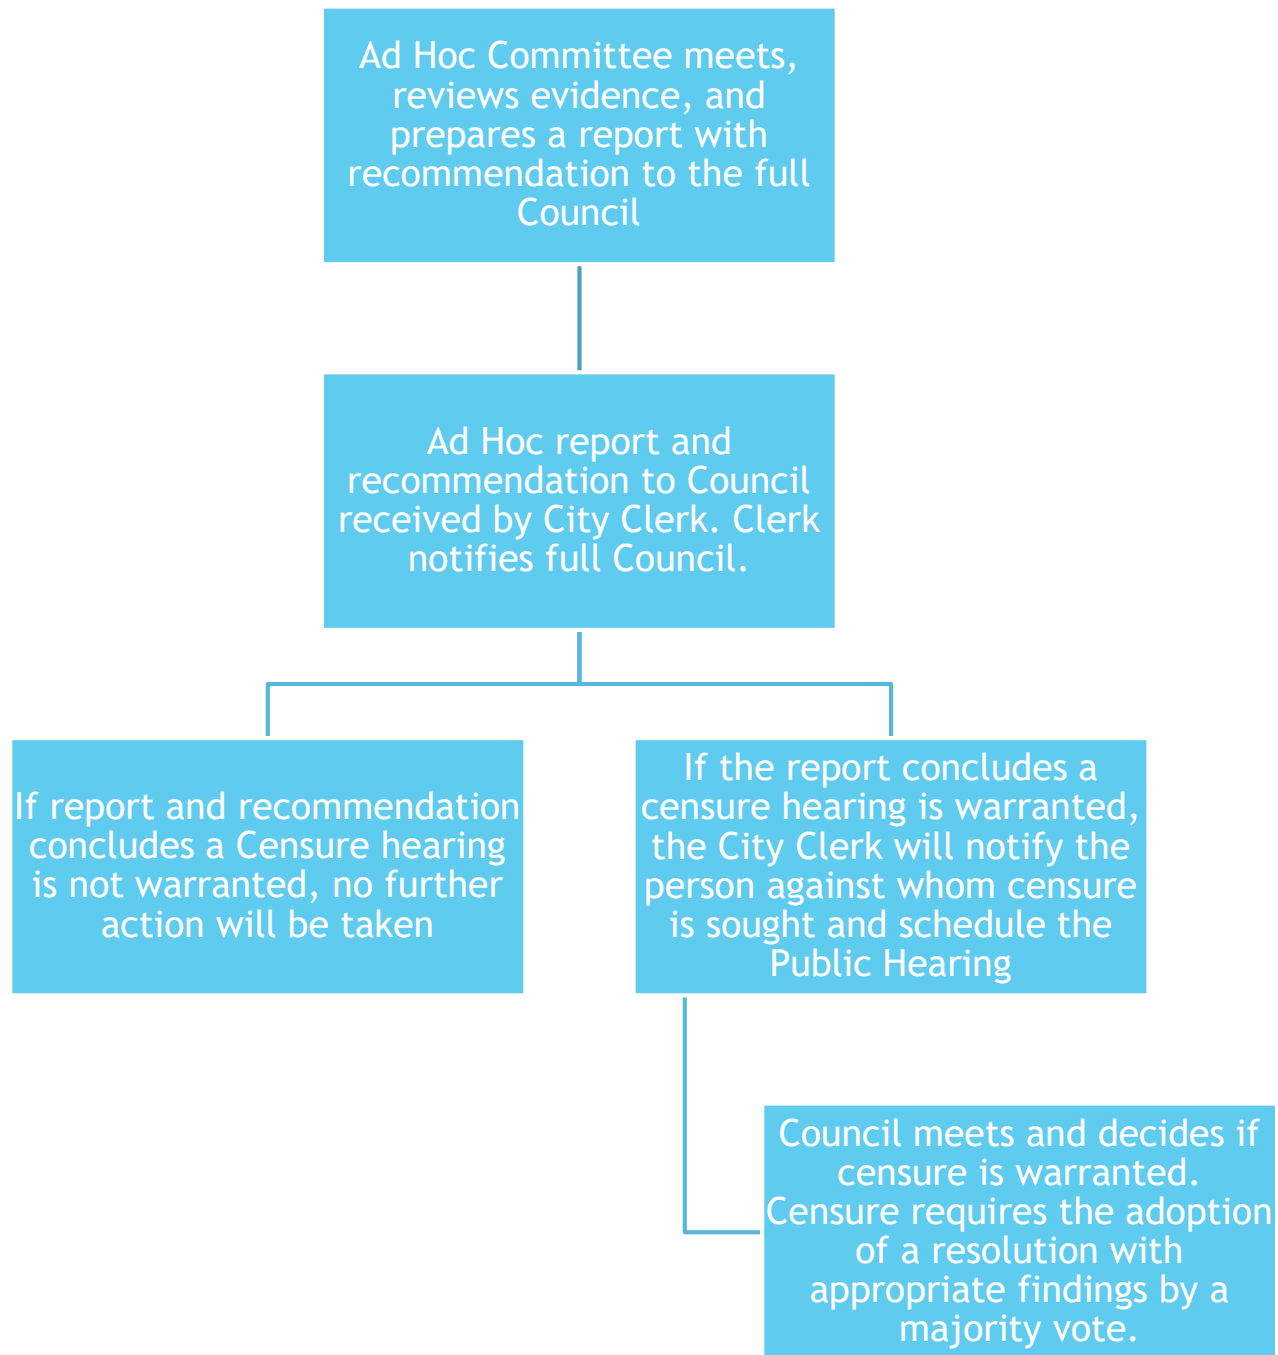 Ad Hoc Committee meets,
reviews evidence, and
prepares a report with
recommendation to the full
Council
Ad Hoc report and
recommendation to Council
received by City Clerk. Clerk
notifies full Council.
If report and recommendation
concludes a Censure hearing
is not warranted, no further
action will be taken
If the report concludes a
censure hearing is warranted,
the City Clerk will notify the
person against whom censure
is sought and schedule the
Public Hearing
Council meets and decides if
censure is warranted.
Censure requires the adoption
of a resolution with
appropriate findings by a
majority vote.